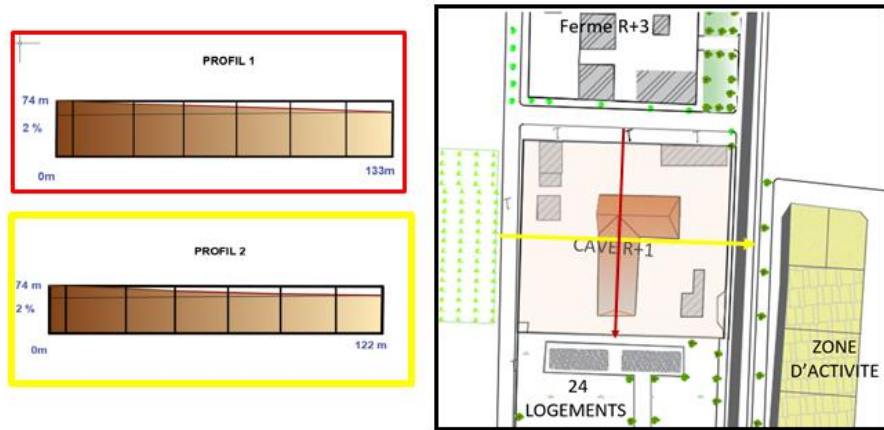 PROFIL 1
74 m
2 %
0m
133m
PROFIL 2
74 m
2 %
0m
122 m
Ferme R+3
CAVE R+1
24
LOGEMENTS
ZONE
D'ACTIVITE